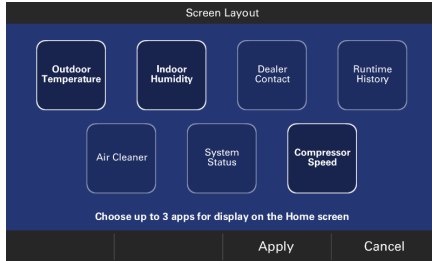 Screen Layout
Outdoor
Temperature
Indoor
Humidity
Dealer
Contact
Runtime
History
Air Cleaner
System
Status
Compressor
Speed
Choose up to 3 apps for display on the Home screen
Apply
Cancel